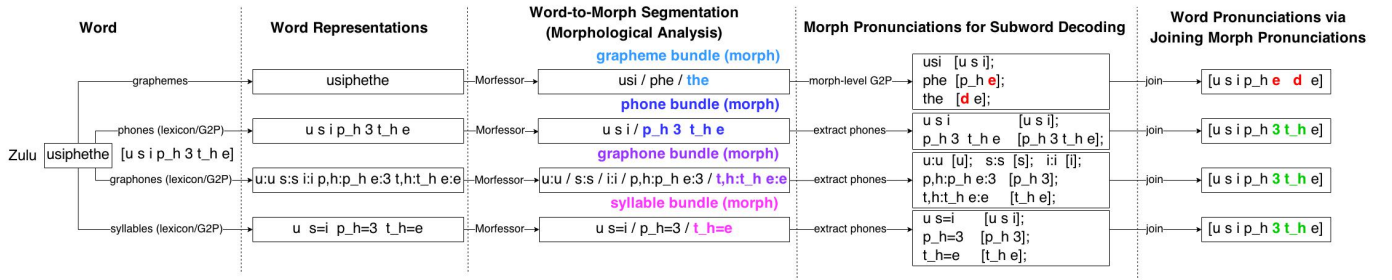 Word
Word Representations
Word-to-Morph Segmentation
(Morphological Analysis)
Morph Pronunciations for Subword Decoding
Word Pronunciations via
Joining Morph Pronunciations
grapheme bundle (morph)
graphemes
usiphethe
Morfessor
usi / phe / the
morph-level G2P
usi [u s i];
phe [p_h e];
the [d e];
join
[u s i p_h e d e]
phone bundle (morph)
phones (lexicon/G2P)
u s i p_h 3 t_h e
Morfessor
u s i / p_h 3 t_h e
extract phones
u s i [u s i];
p_h 3 t_h e [p_h 3 t_h e];
join
[u s i p_h 3 t_h e]
Zulu
usiphethe
[u s i p_h 3 t_h e]
graphone bundle (morph)
graphones (lexicon/G2P)
u:u s:s i:i p,h:p_h e:3 t,h:t_h e:e
Morfessor
u:u / s:s / i:i / p,h:p_h e:3 / t,h:t_h e:e
extract phones
u:u [u]; s:s [s]; i:i [i];
p,h:p_h e:3 [p_h 3];
t,h:t_h e:e [t_h e];
join
[u s i p_h 3 t_h e]
syllable bundle (morph)
syllables (lexicon/G2P)
u s=i p_h=3 t_h=e
Morfessor
u s=i / p_h=3 / t_h=e
extract phones
u s=i [u s i];
p_h=3 [p_h 3];
t_h=e [t_h e];
join
[u s i p_h 3 t_h e]